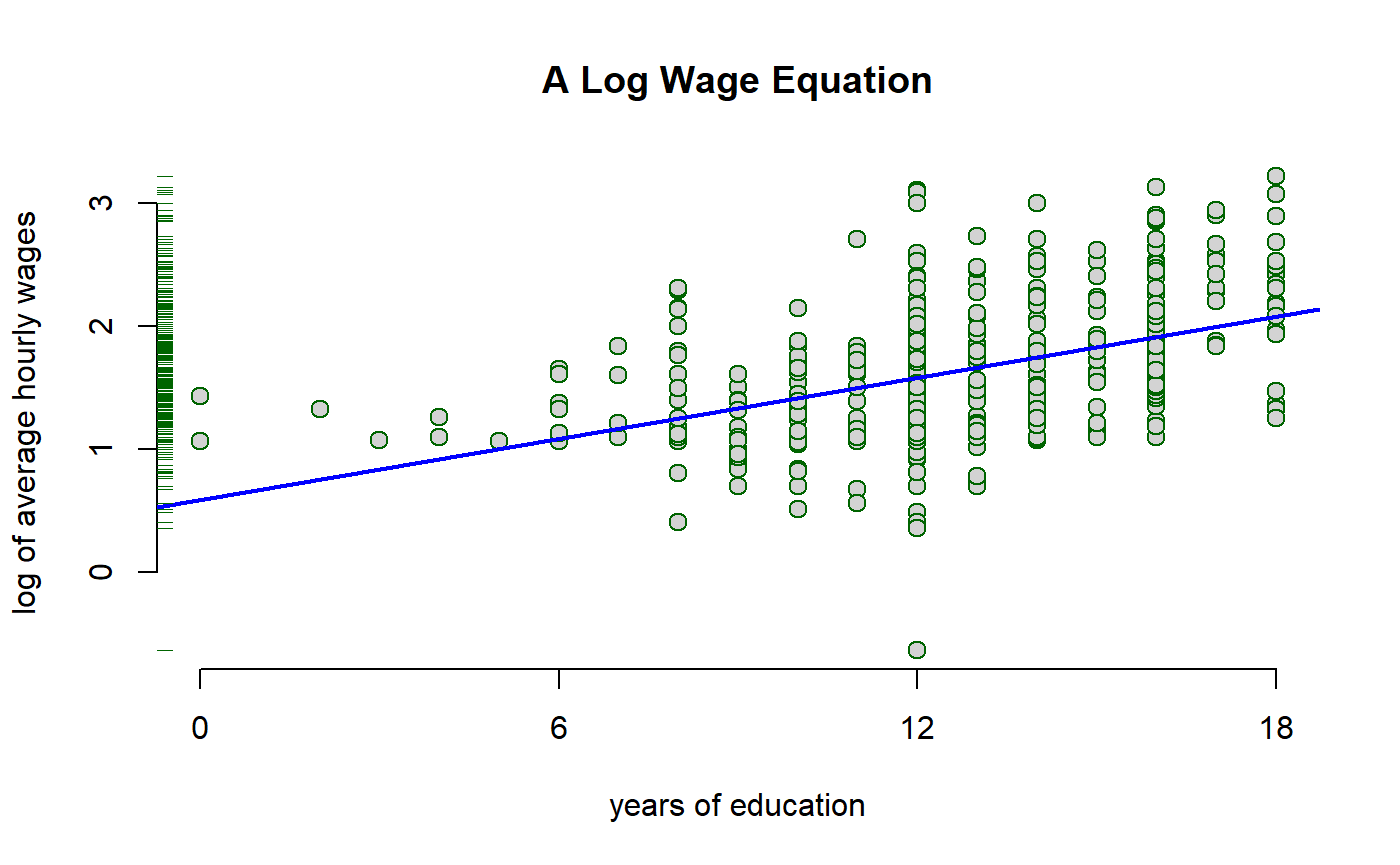 A Log Wage Equation
log of average hourly wages
3
2
1
0
0 6 12 18
years of education